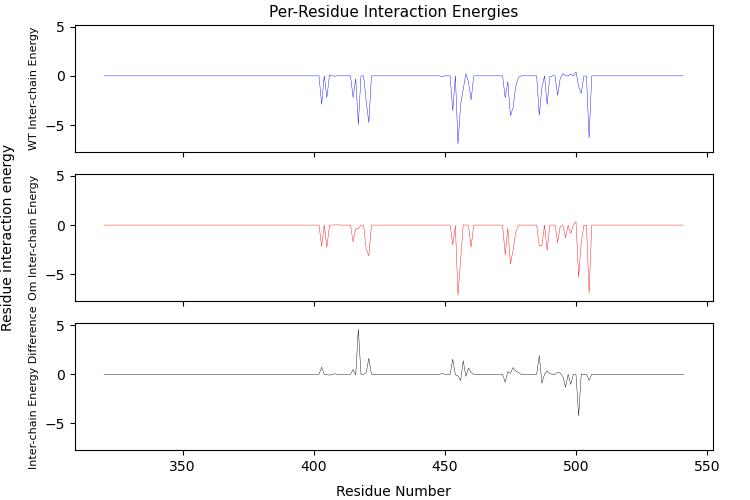 Per-Residue Interaction Energies
Residue interaction energy
WT Inter-chain Energy
5
0
−5
Om Inter-chain Energy
5
0
−5
Inter-chain Energy Difference
5
0
−5
350 400 450 500 550
Residue Number